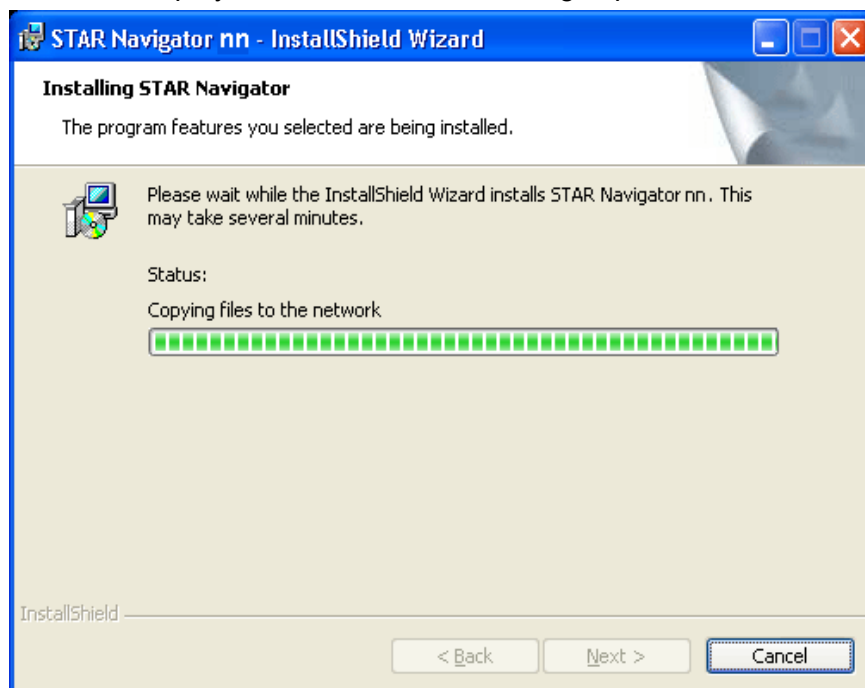 STAR Navigator nn - InstallShield Wizard
Installing STAR Navigator
The program features you selected are being installed.
Please wait while the InstallShield Wizard installs STAR Navigator nn. This
may take several minutes.
Status:
Copying files to the network
InstallShield
< Back
Next >
Cancel